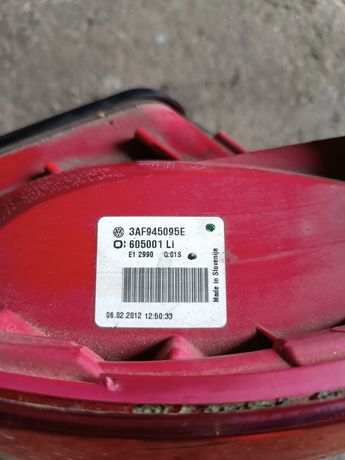 3AF945095E
O: 605001 LI
E1 2990 Q:01S
Made in Slovenija
06.02.2012 12:50:33